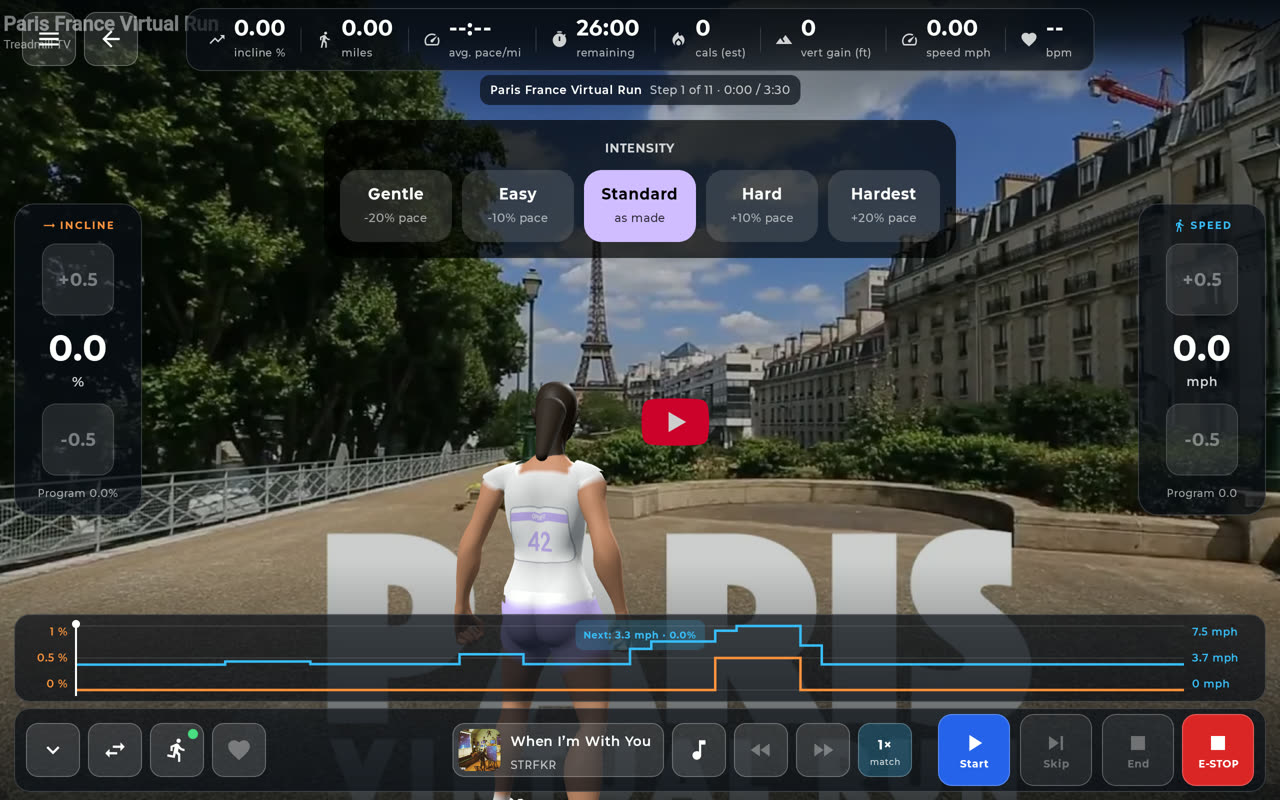 Paris France Virtual Run
Treadmill TV
0.00
incline %
0.00
miles
--:--
avg. pace/mi
26:00
remaining
0
cals (est)
0
vert gain (ft)
0.00
speed mph
--
bpm
Paris France Virtual Run Step 1 of 11 · 0:00 / 3:30
INTENSITY
Gentle
-20% pace
Easy
-10% pace
Standard
as made
Hard
+10% pace
Hardest
+20% pace
INCLINE
+0.5
0.0
%
-0.5
Program 0.0%
SPEED
+0.5
0.0
mph
-0.5
Program 0.0
42
PARIS
VIRTUAL RUN
Next: 3.3 mph · 0.0%
1 %
0.5 %
0 %
7.5 mph
3.7 mph
0 mph
When I'm With You
STRFKR
1×
match
Start
Skip
End
E-STOP